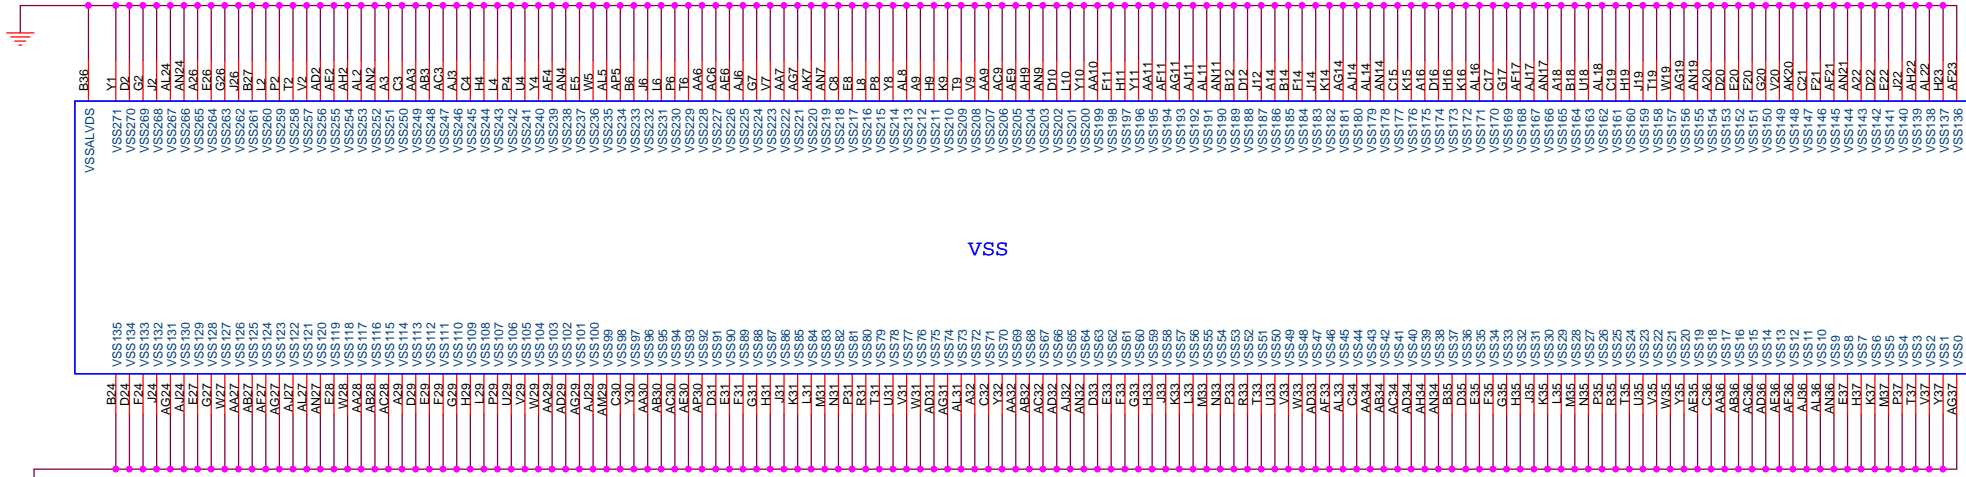 B36 Y1 D2 G2 J2 AL24 AN24 A26 E26 G26 J26 B27 L2 P2 T2 V2 AD2 AE2 AH2 AL2 AN2 A3 C3 AA3 AB3 AC3 AJ3 C4 H4 L4 P4 U4 Y4 AF4 AN4 E5 W5 AL5 AP5 B6 J6 L6 P6 T6 AA6 AC6 AE6 AJ6 G7 V7 AA7 AG7 AK7 AN7 C8 E8 L8 P8 Y8 AL8 A9 H9 K9 T9 V9 AA9 AC9 AE9 AH9 AN9 D10 L10 Y10 AA10 F11 H11 Y11 AA11 AF11 AG11 AJ11 AL11 AN11 B12 D12 J12 A14 B14 F14 J14 K14 AG14 AJ14 AL14 AN14 C15 K15 A16 D16 H16 K16 AL16 C17 G17 AF17 AJ17 AN17 A18 B18 U18 AL18 C19 H19 J19 T19 W19 AG19 AN19 A20 D20 E20 F20 G20 V20 AK20 C21 F21 AF21 AN21 A22 D22 E22 J22 AH22 AL22 H23 AF23
VSSALVDS VSS271 VSS270 VSS269 VSS268 VSS267 VSS266 VSS265 VSS264 VSS263 VSS262 VSS261 VSS260 VSS259 VSS258 VSS257 VSS256 VSS255 VSS254 VSS253 VSS252 VSS251 VSS250 VSS249 VSS248 VSS247 VSS246 VSS245 VSS244 VSS243 VSS242 VSS241 VSS240 VSS239 VSS238 VSS237 VSS236 VSS235 VSS234 VSS233 VSS232 VSS231 VSS230 VSS229 VSS228 VSS227 VSS226 VSS225 VSS224 VSS223 VSS222 VSS221 VSS220 VSS219 VSS218 VSS217 VSS216 VSS215 VSS214 VSS213 VSS212 VSS211 VSS210 VSS209 VSS208 VSS207 VSS206 VSS205 VSS204 VSS203 VSS202 VSS201 VSS200 VSS199 VSS198 VSS197 VSS196 VSS195 VSS194 VSS193 VSS192 VSS191 VSS190 VSS189 VSS188 VSS187 VSS186 VSS185 VSS184 VSS183 VSS182 VSS181 VSS180 VSS179 VSS178 VSS177 VSS176 VSS175 VSS174 VSS173 VSS172 VSS171 VSS170 VSS169 VSS168 VSS167 VSS166 VSS165 VSS164 VSS163 VSS162 VSS161 VSS160 VSS159 VSS158 VSS157 VSS156 VSS155 VSS154 VSS153 VSS152 VSS151 VSS150 VSS149 VSS148 VSS147 VSS146 VSS145 VSS144 VSS143 VSS142 VSS141 VSS140 VSS139 VSS138 VSS137 VSS136
VSS
VSS135 VSS134 VSS133 VSS132 VSS131 VSS130 VSS129 VSS128 VSS127 VSS126 VSS125 VSS124 VSS123 VSS122 VSS121 VSS120 VSS119 VSS118 VSS117 VSS116 VSS115 VSS114 VSS113 VSS112 VSS111 VSS110 VSS109 VSS108 VSS107 VSS106 VSS105 VSS104 VSS103 VSS102 VSS101 VSS100 VSS99 VSS98 VSS97 VSS96 VSS95 VSS94 VSS93 VSS92 VSS91 VSS90 VSS89 VSS88 VSS87 VSS86 VSS85 VSS84 VSS83 VSS82 VSS81 VSS80 VSS79 VSS78 VSS77 VSS76 VSS75 VSS74 VSS73 VSS72 VSS71 VSS70 VSS69 VSS68 VSS67 VSS66 VSS65 VSS64 VSS63 VSS62 VSS61 VSS60 VSS59 VSS58 VSS57 VSS56 VSS55 VSS54 VSS53 VSS52 VSS51 VSS50 VSS49 VSS48 VSS47 VSS46 VSS45 VSS44 VSS43 VSS42 VSS41 VSS40 VSS39 VSS38 VSS37 VSS36 VSS35 VSS34 VSS33 VSS32 VSS31 VSS30 VSS29 VSS28 VSS27 VSS26 VSS25 VSS24 VSS23 VSS22 VSS21 VSS20 VSS19 VSS18 VSS17 VSS16 VSS15 VSS14 VSS13 VSS12 VSS11 VSS10 VSS9 VSS8 VSS7 VSS6 VSS5 VSS4 VSS3 VSS2 VSS1 VSS0
B24 D24 E24 J24 AG24 AJ24 E27 G27 W27 AA27 AB27 AF27 AG27 AJ27 AL27 AN27 E28 W28 AA28 AB28 AC28 A29 D29 E29 F29 G29 H29 L29 P29 U29 V29 W29 AA29 AD29 AG29 AJ29 AM29 C30 Y30 AA30 AB30 AC30 AE30 AP30 D31 E31 F31 G31 H31 J31 K31 L31 M31 N31 P31 R31 T31 U31 V31 W31 AD31 AG31 AL31 A32 C32 Y32 AA32 AB32 AC32 AD32 AJ32 AN32 D33 E33 F33 G33 H33 J33 K33 L33 M33 N33 P33 R33 T33 U33 V33 W33 AD33 AF33 AL33 C34 AA34 AB34 AC34 AD34 AH34 AN34 B35 D35 E35 F35 G35 H35 J35 K35 L35 M35 N35 P35 R35 T35 U35 V35 W35 Y35 AE35 C36 AA36 AB36 AC36 AD36 AE36 AF36 AJ36 AL36 AN36 E37 H37 K37 M37 P37 T37 V37 Y37 AG37